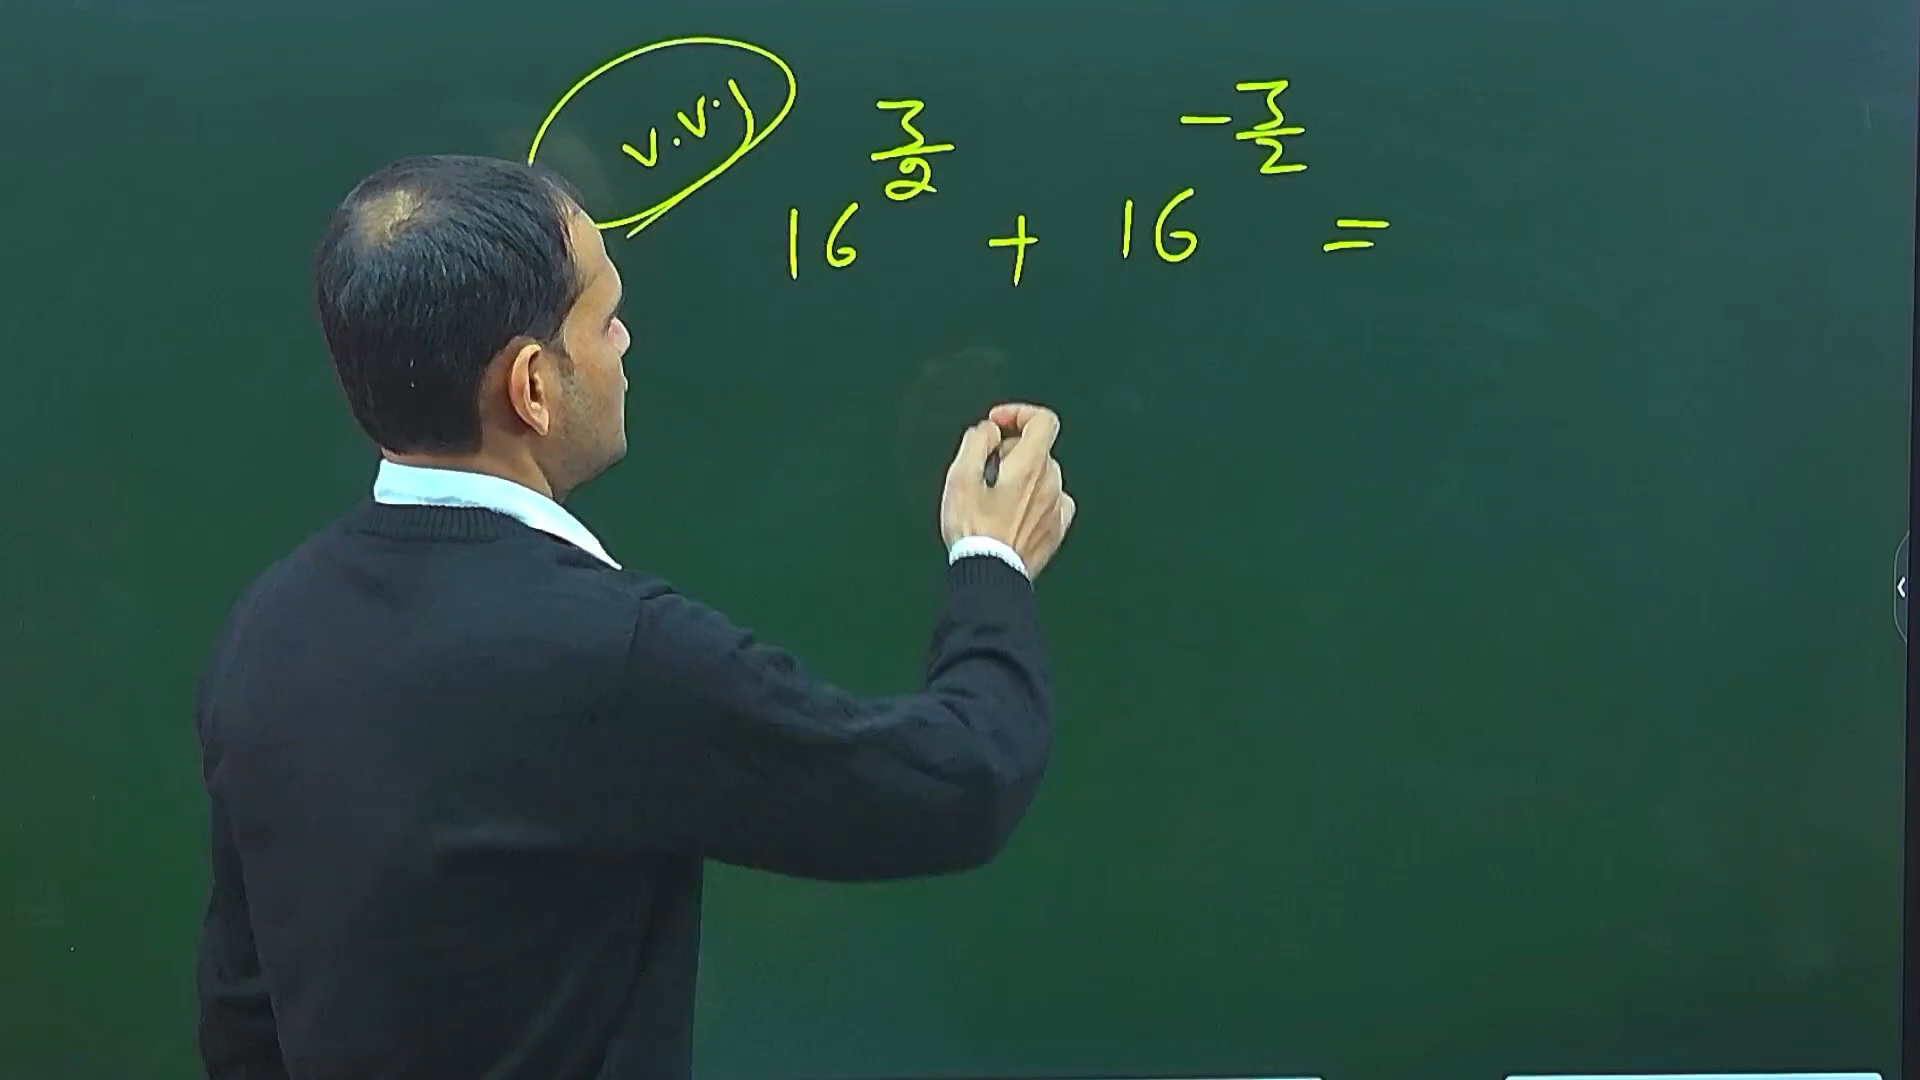 v.v.)
16^{3/2} + 16^{-3/2} =